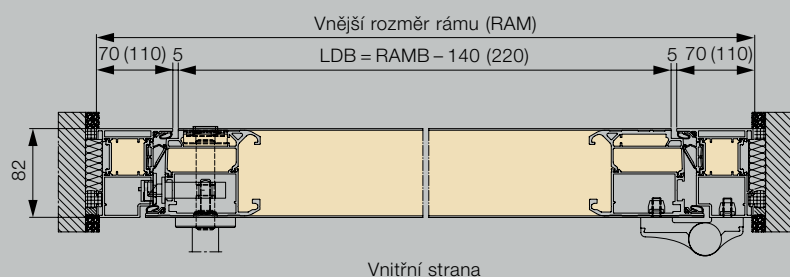 Vnější rozměr rámu (RAM)
70 (110) 5 LDB = RAMB – 140 (220) 5 70 (110)
82
Vnitřní strana